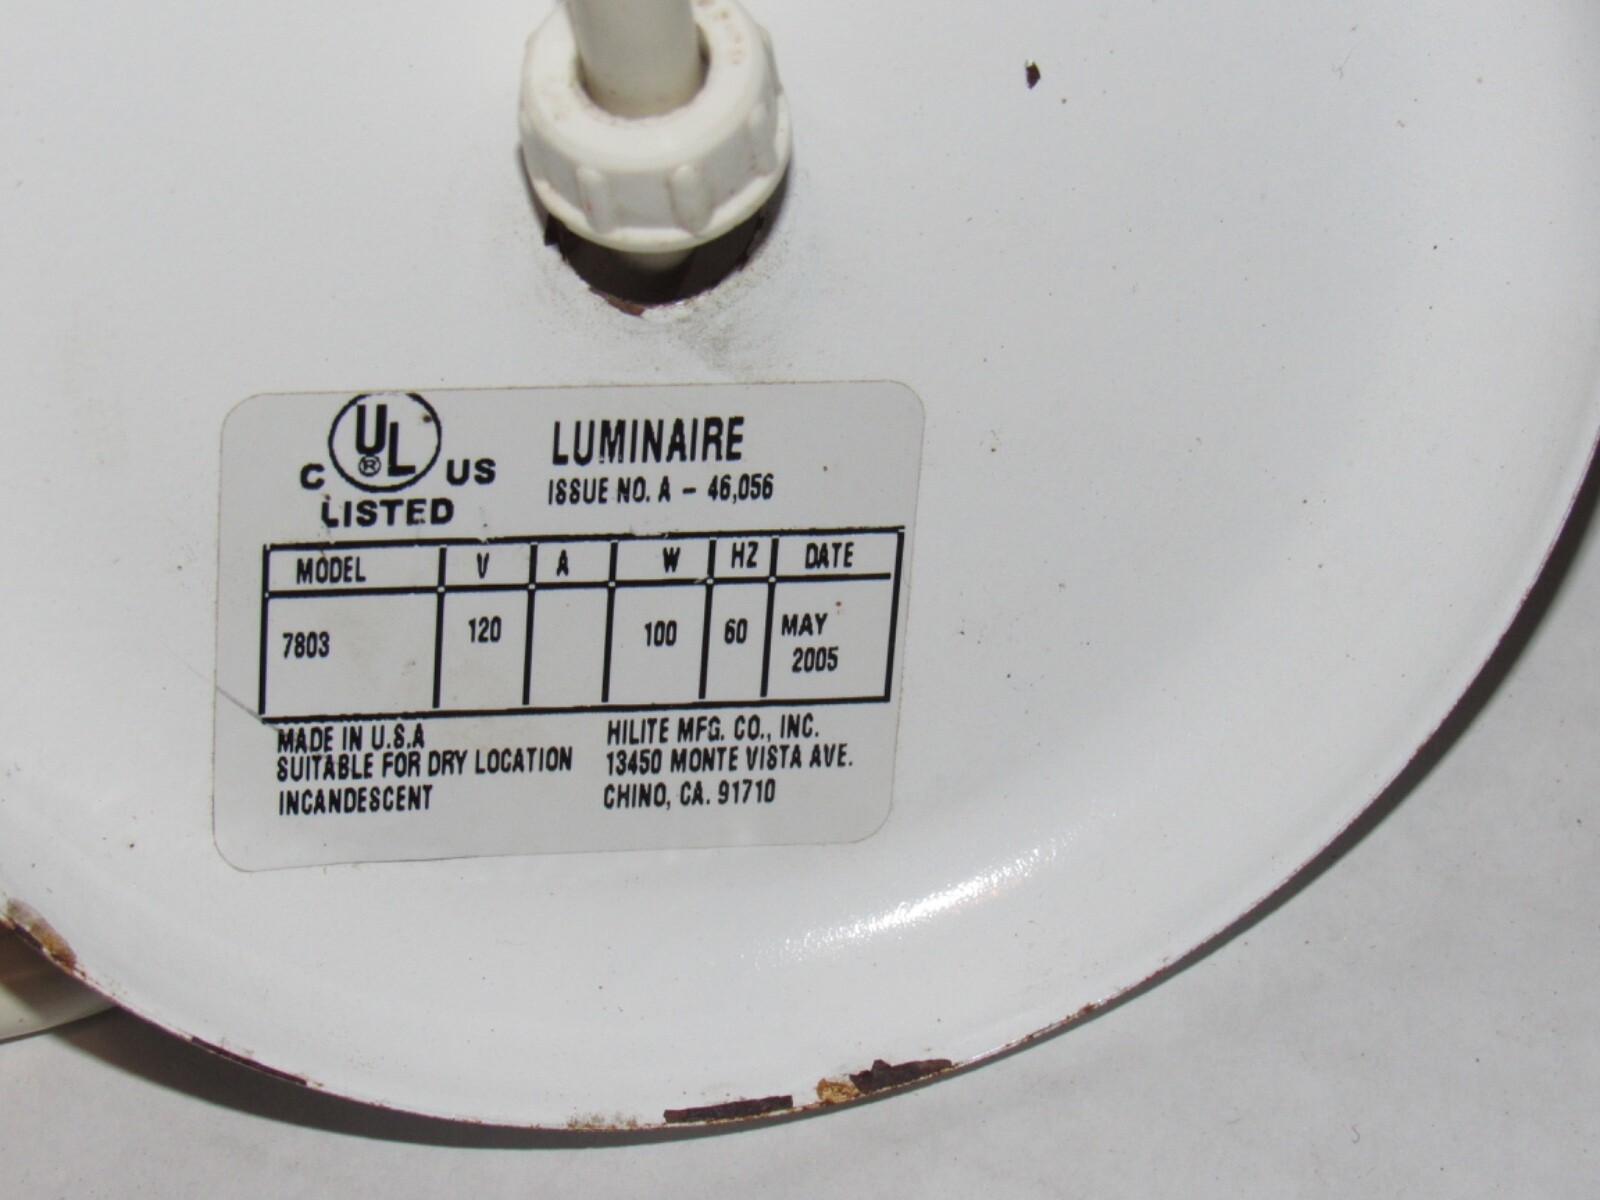 C UL ® US
LISTED
LUMINAIRE
ISSUE NO. A - 46,056
MODEL V A W HZ DATE
7803 120 100 60 MAY
2005
MADE IN U.S.A
SUITABLE FOR DRY LOCATION
INCANDESCENT
HILITE MFG. CO., INC.
13450 MONTE VISTA AVE.
CHINO, CA. 91710